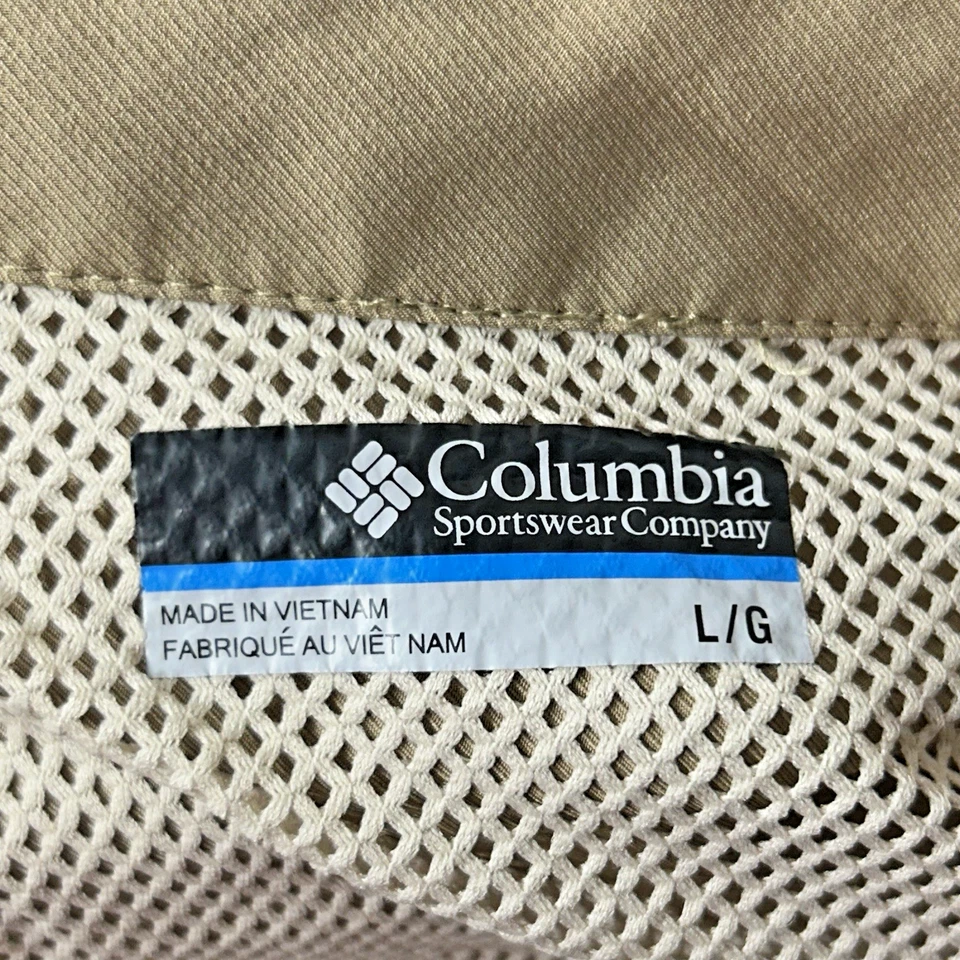 Columbia
Sportswear Company
MADE IN VIETNAM
FABRIQUÉ AU VIÊT NAM
L/G